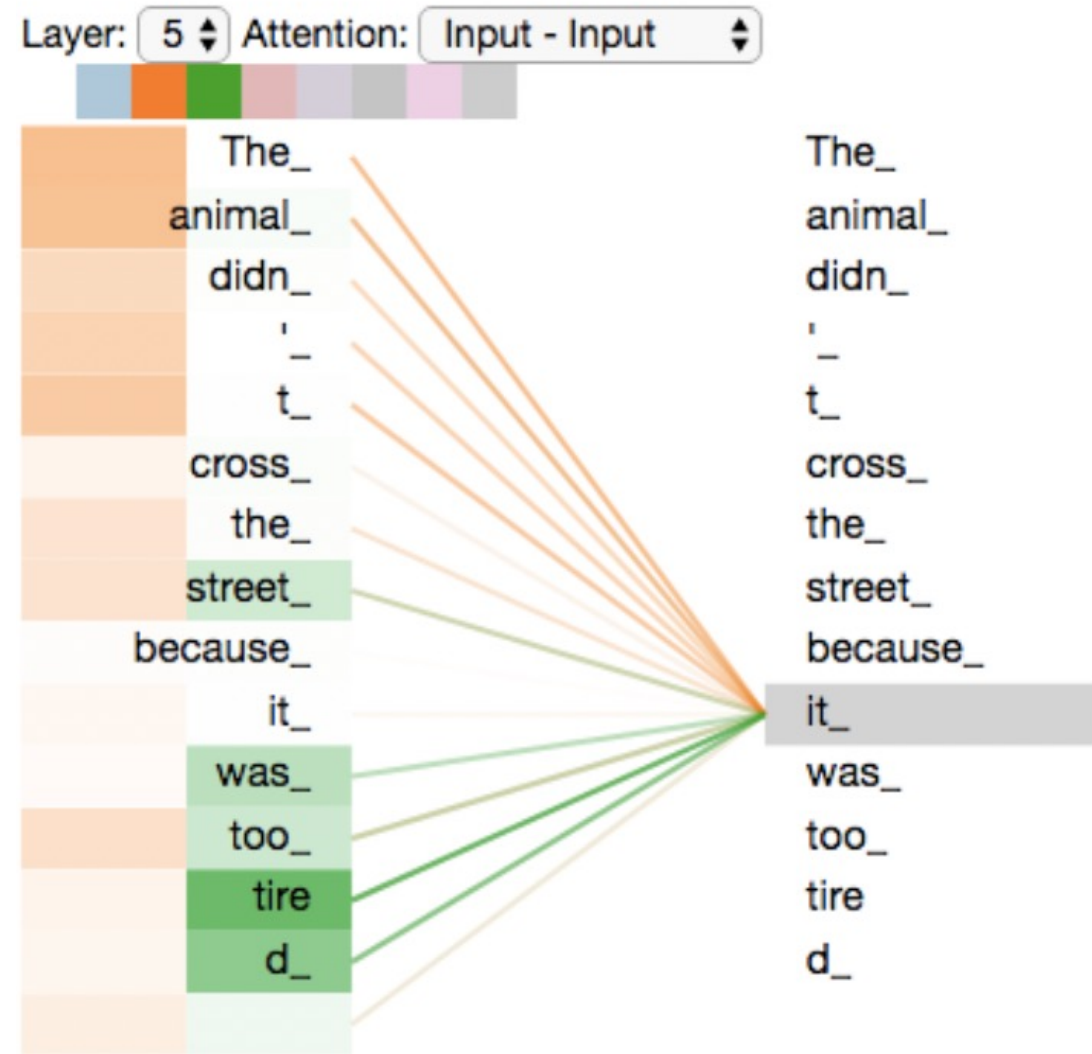 Layer: 5 Attention: Input - Input
The_ The_
animal_ animal_
didn_ didn_
'_ '_
t_ t_
cross_ cross_
the_ the_
street_ street_
because_ because_
it_ it_
was_ was_
too_ too_
tire tire
d_ d_